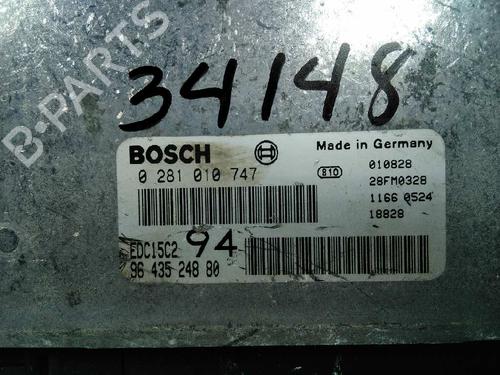 B-PARTS
34148
BOSCH
Made in Germany
0 281 010 747
810
010828
28FM0328
1166 0524
18828
EDC15C2
94
96 435 248 80